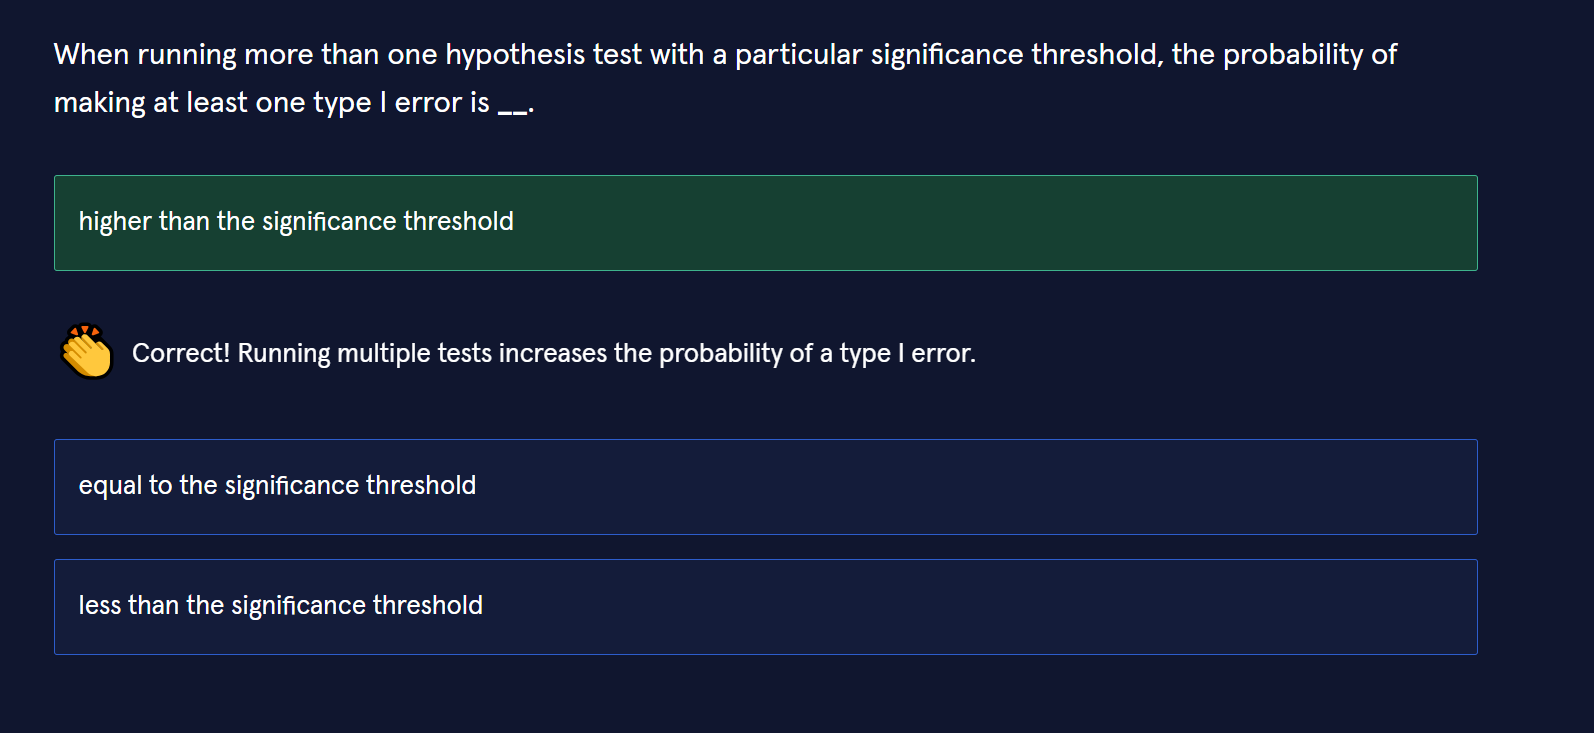 When running more than one hypothesis test with a particular significance threshold, the probability of
making at least one type I error is __.
higher than the significance threshold
Correct! Running multiple tests increases the probability of a type I error.
equal to the significance threshold
less than the significance threshold